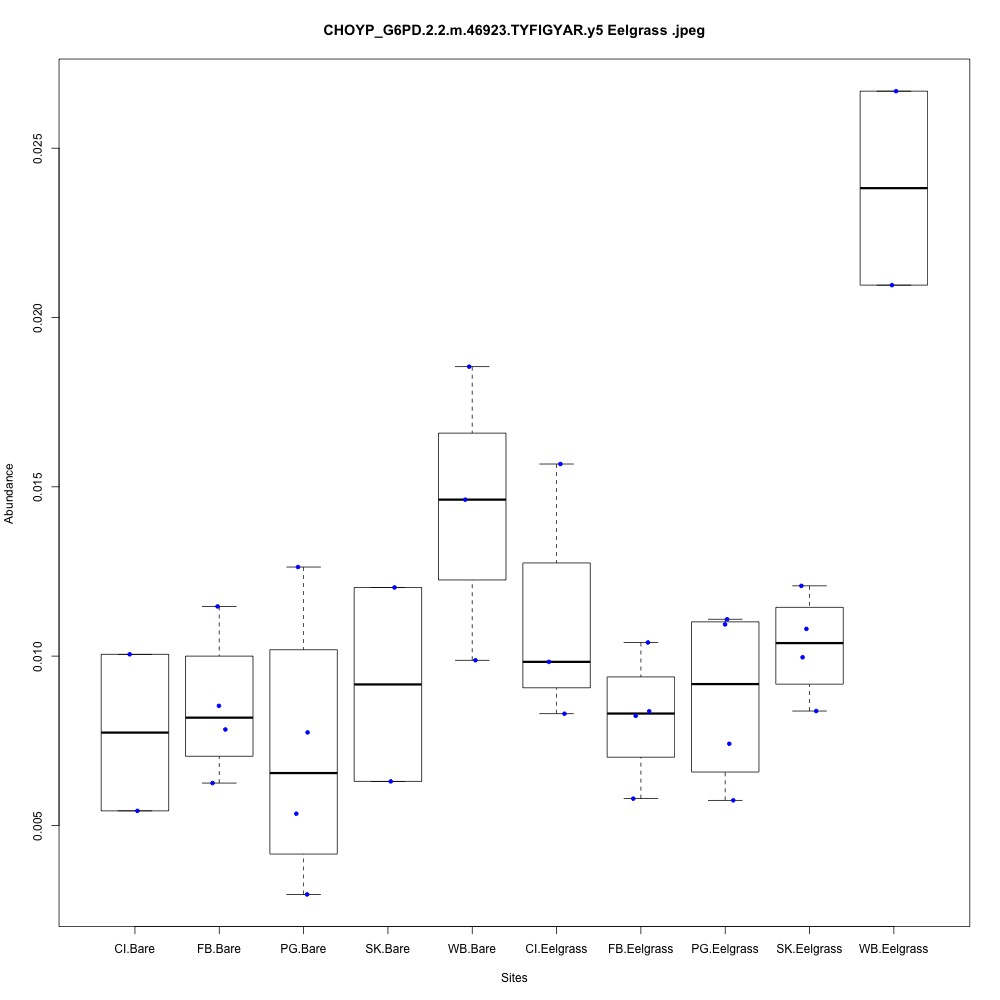 CHOYP_G6PD.2.2.m.46923.TYFIGYAR.y5 Eelgrass .jpeg
Abundance
0.025
0.020
0.015
0.010
0.005
CI.Bare FB.Bare PG.Bare SK.Bare WB.Bare CI.Eelgrass FB.Eelgrass PG.Eelgrass SK.Eelgrass WB.Eelgrass
Sites